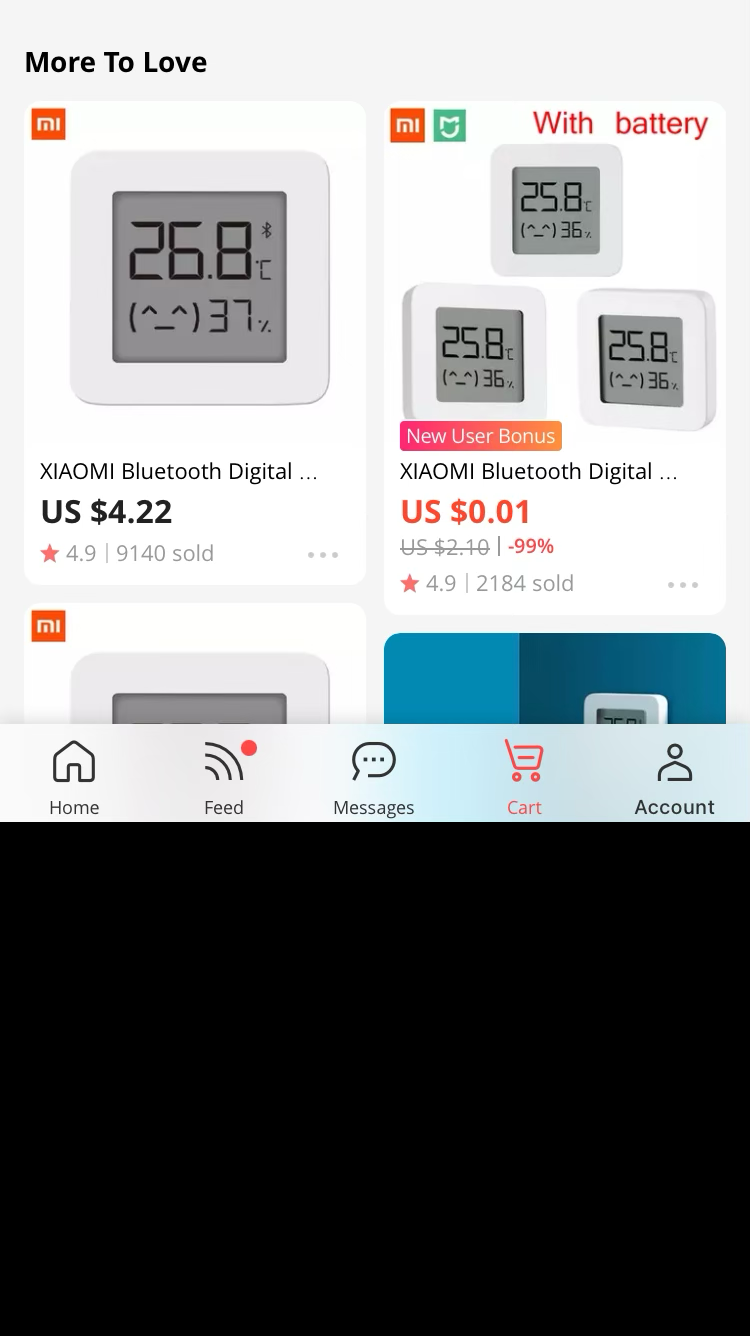 More To Love
mi
26.8 ℃
(^_^) 37 %
XIAOMI Bluetooth Digital ...
US $4.22
4.9 | 9140 sold
mi
With battery
25.8 ℃
(^_^) 36 %
25.8 ℃
(^_^) 36 %
25.8 ℃
(^_^) 36 %
New User Bonus
XIAOMI Bluetooth Digital ...
US $0.01
US $2.10 | -99%
4.9 | 2184 sold
mi
Home
Feed
Messages
Cart
Account